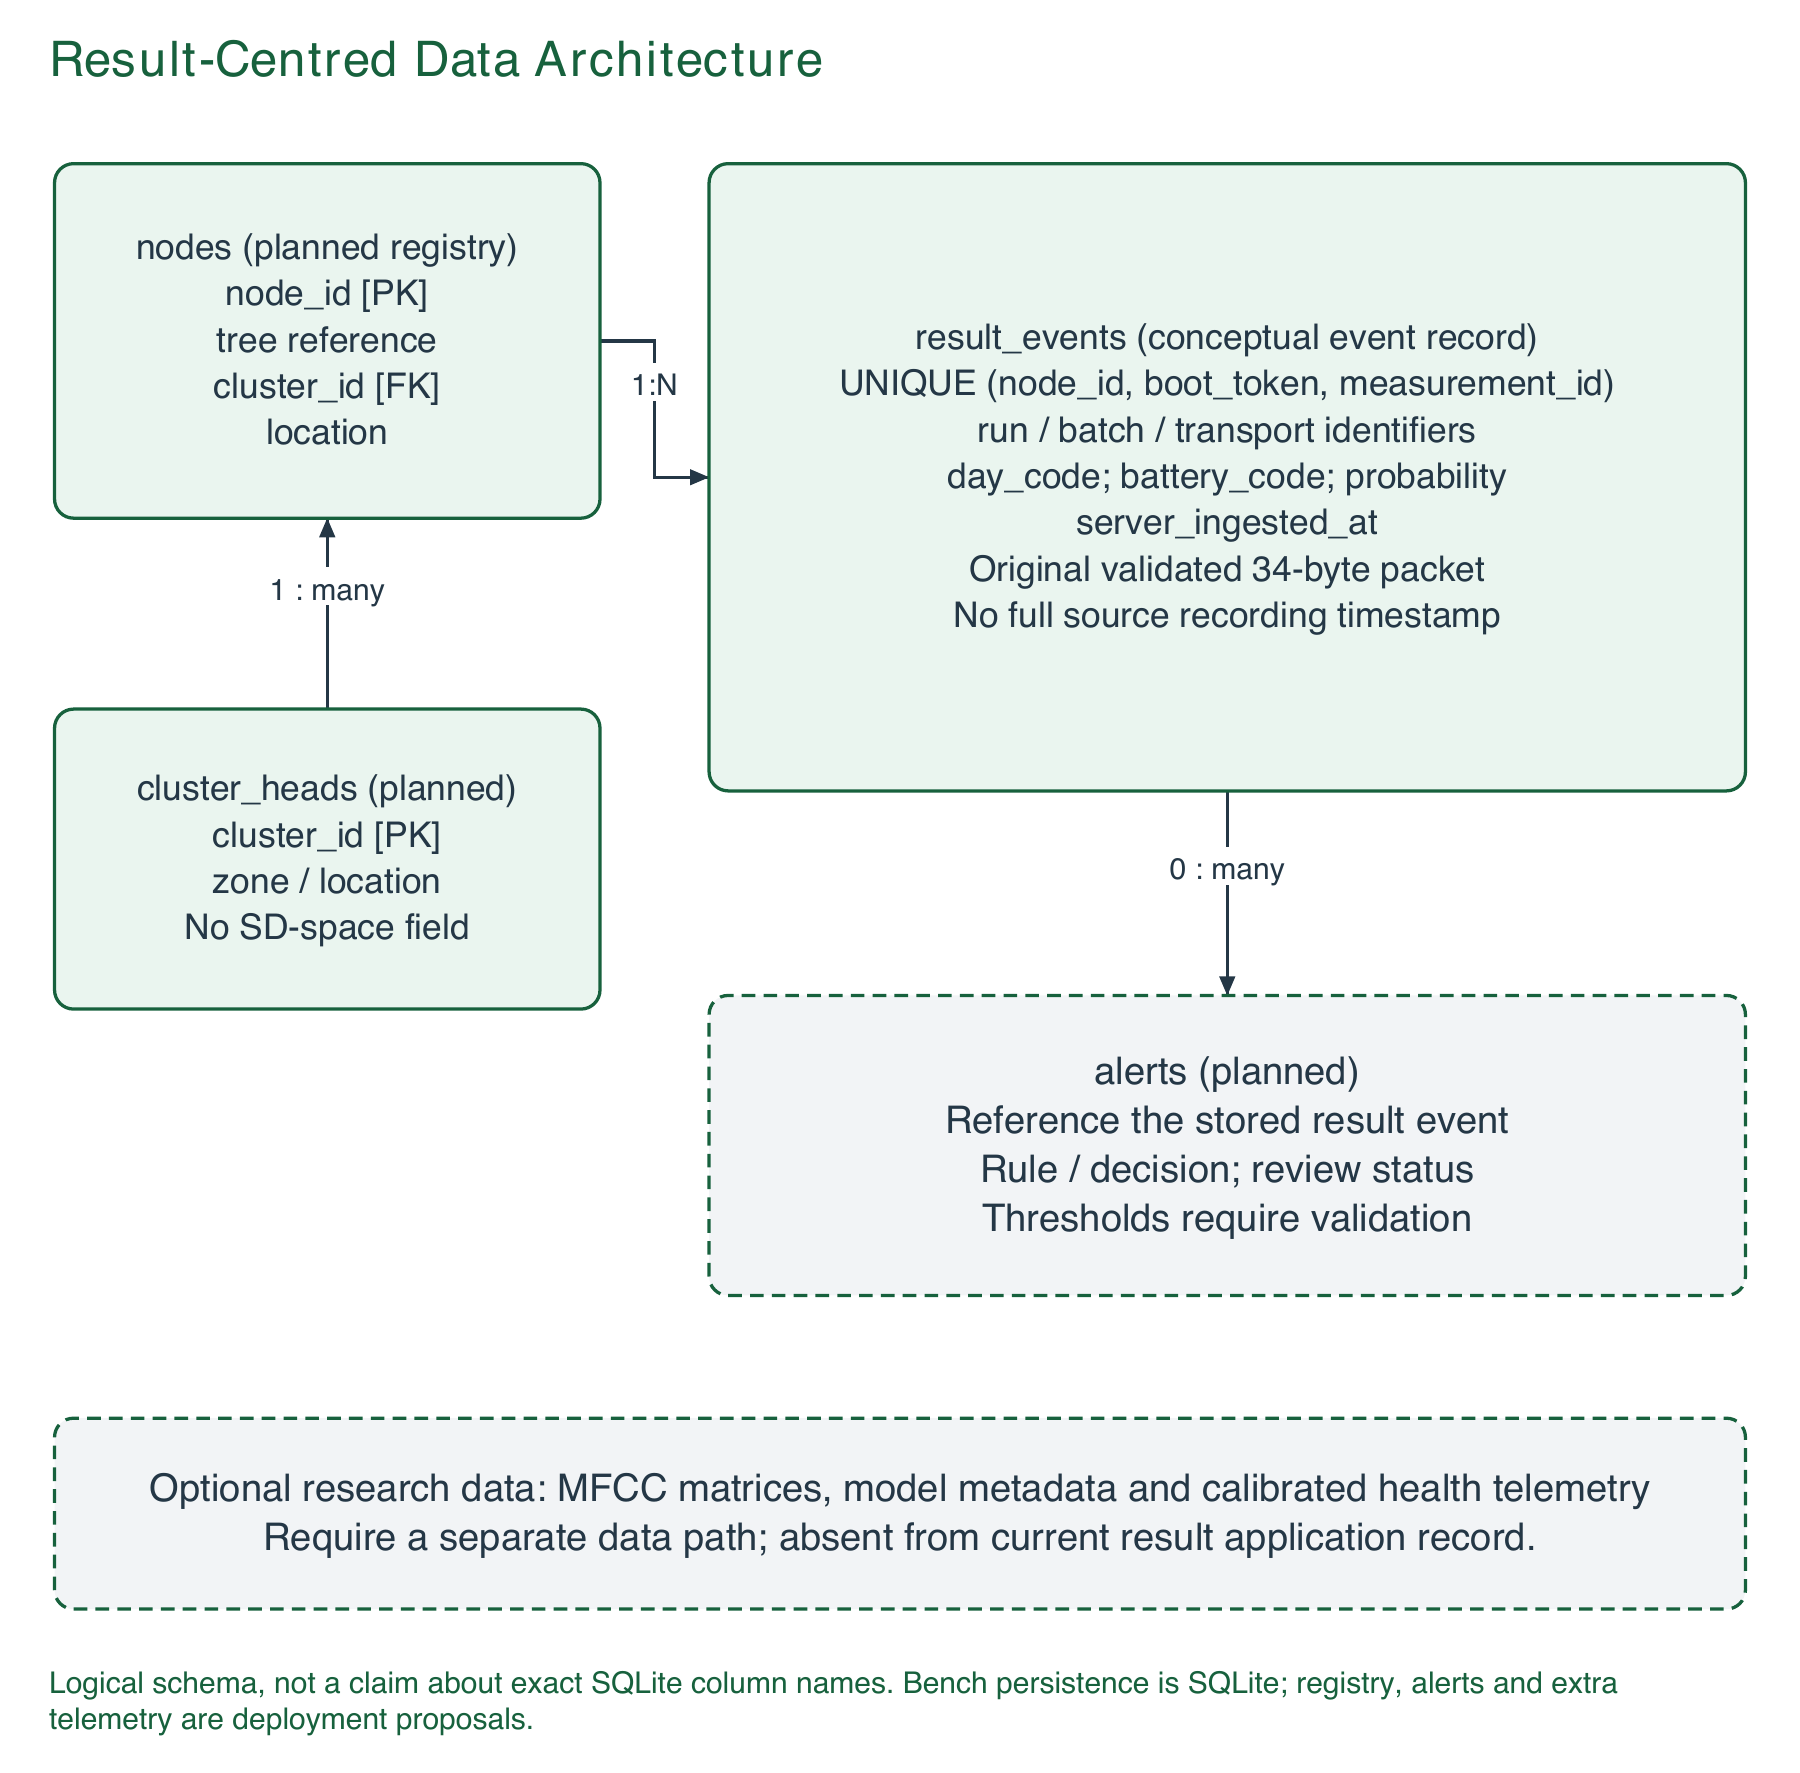 Result-Centred Data Architecture
nodes (planned registry)
node_id [PK]
tree reference
cluster_id [FK]
location
1:N
result_events (conceptual event record)
UNIQUE (node_id, boot_token, measurement_id)
run / batch / transport identifiers
day_code; battery_code; probability
server_ingested_at
Original validated 34-byte packet
No full source recording timestamp
1 : many
cluster_heads (planned)
cluster_id [PK]
zone / location
No SD-space field
0 : many
alerts (planned)
Reference the stored result event
Rule / decision; review status
Thresholds require validation
Optional research data: MFCC matrices, model metadata and calibrated health telemetry
Require a separate data path; absent from current result application record.
Logical schema, not a claim about exact SQLite column names. Bench persistence is SQLite; registry, alerts and extra
telemetry are deployment proposals.